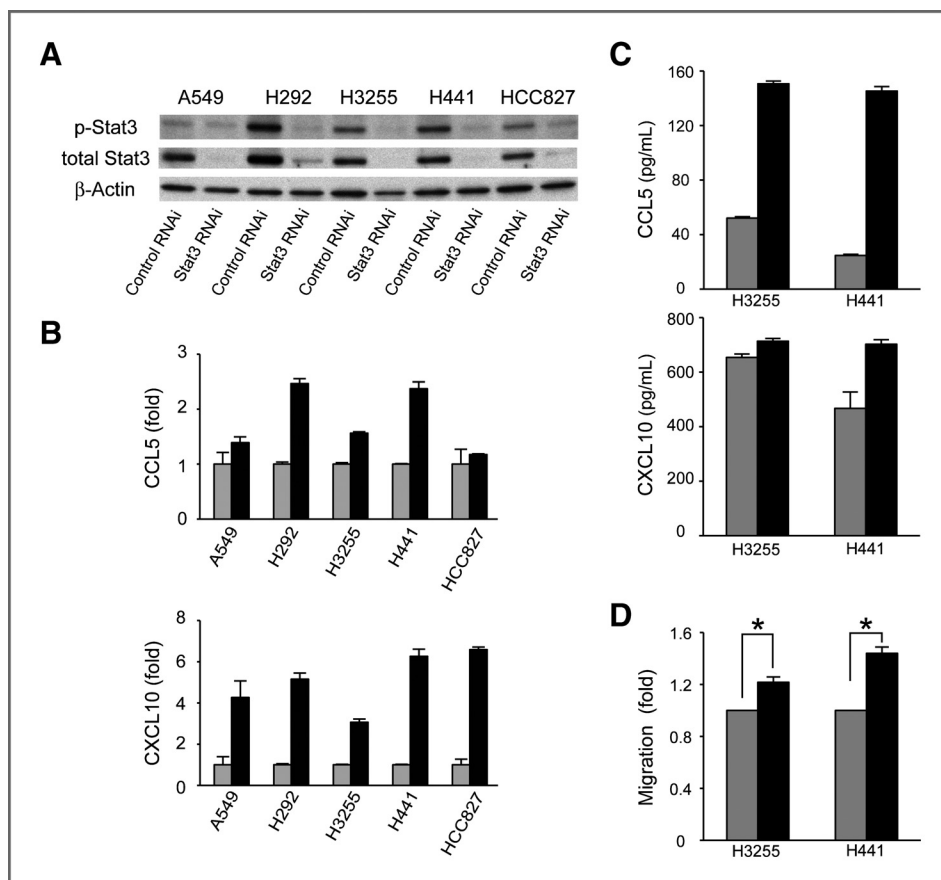 A
A549 H292 H3255 H441 HCC827
p-Stat3
total Stat3
β-Actin
Control RNAi
Stat3 RNAi
Control RNAi
Stat3 RNAi
Control RNAi
Stat3 RNAi
Control RNAi
Stat3 RNAi
Control RNAi
Stat3 RNAi
B
CCL5 (fold)
3
2
1
0
A549
H292
H3255
H441
HCC827
CXCL10 (fold)
8
6
4
2
0
A549
H292
H3255
H441
HCC827
C
CCL5 (pg/mL)
160
120
80
40
0
H3255 H441
CXCL10 (pg/mL)
800
600
400
200
0
H3255 H441
D
Migration (fold)
1.6
1.2
0.8
0.4
0
* *
H3255 H441